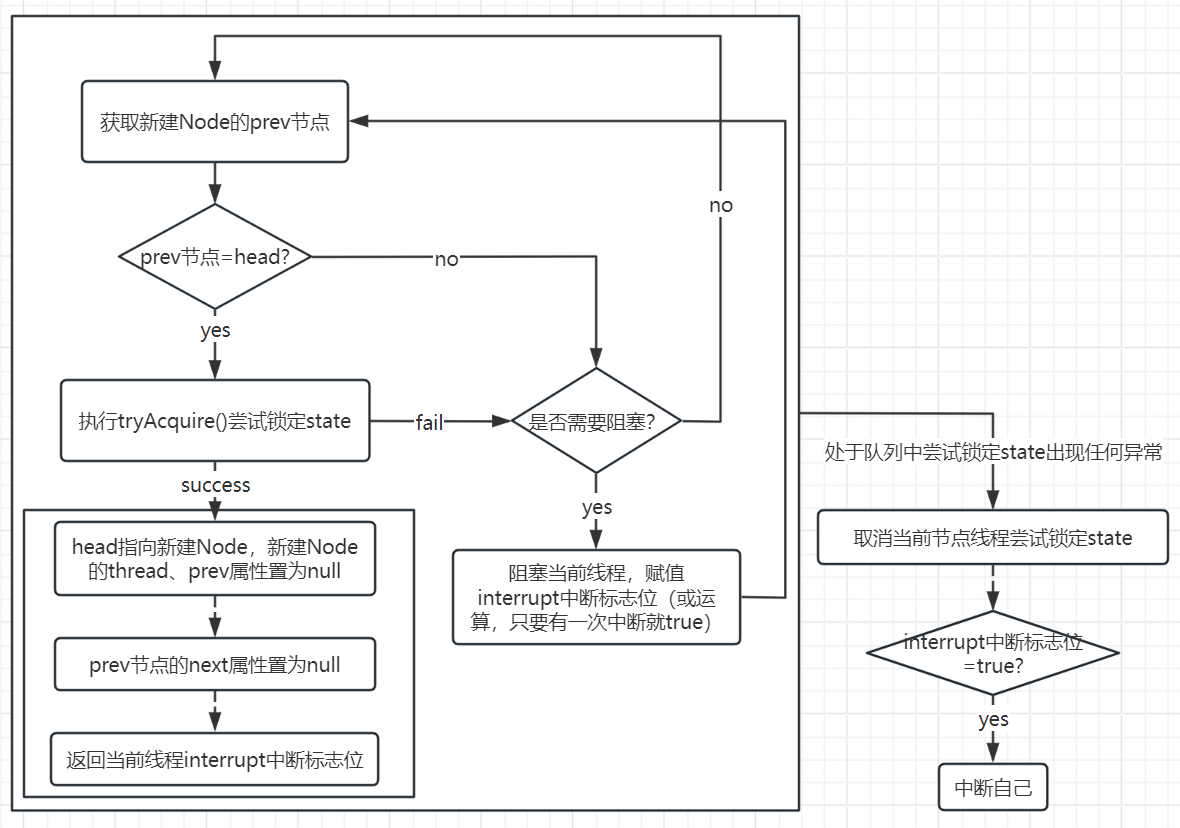 获取新建Node的prev节点
no
prev节点=head?
no
yes
执行tryAcquire()尝试锁定state
fail
是否需要阻塞?
处于队列中尝试锁定state出现任何异常
success
yes
head指向新建Node，新建Node
的thread、prev属性置为null
取消当前节点线程尝试锁定state
阻塞当前线程，赋值
interrupt中断标志位（或运
算，只要有一次中断就true）
prev节点的next属性置为null
interrupt中断标志位
=true?
yes
返回当前线程interrupt中断标志位
中断自己